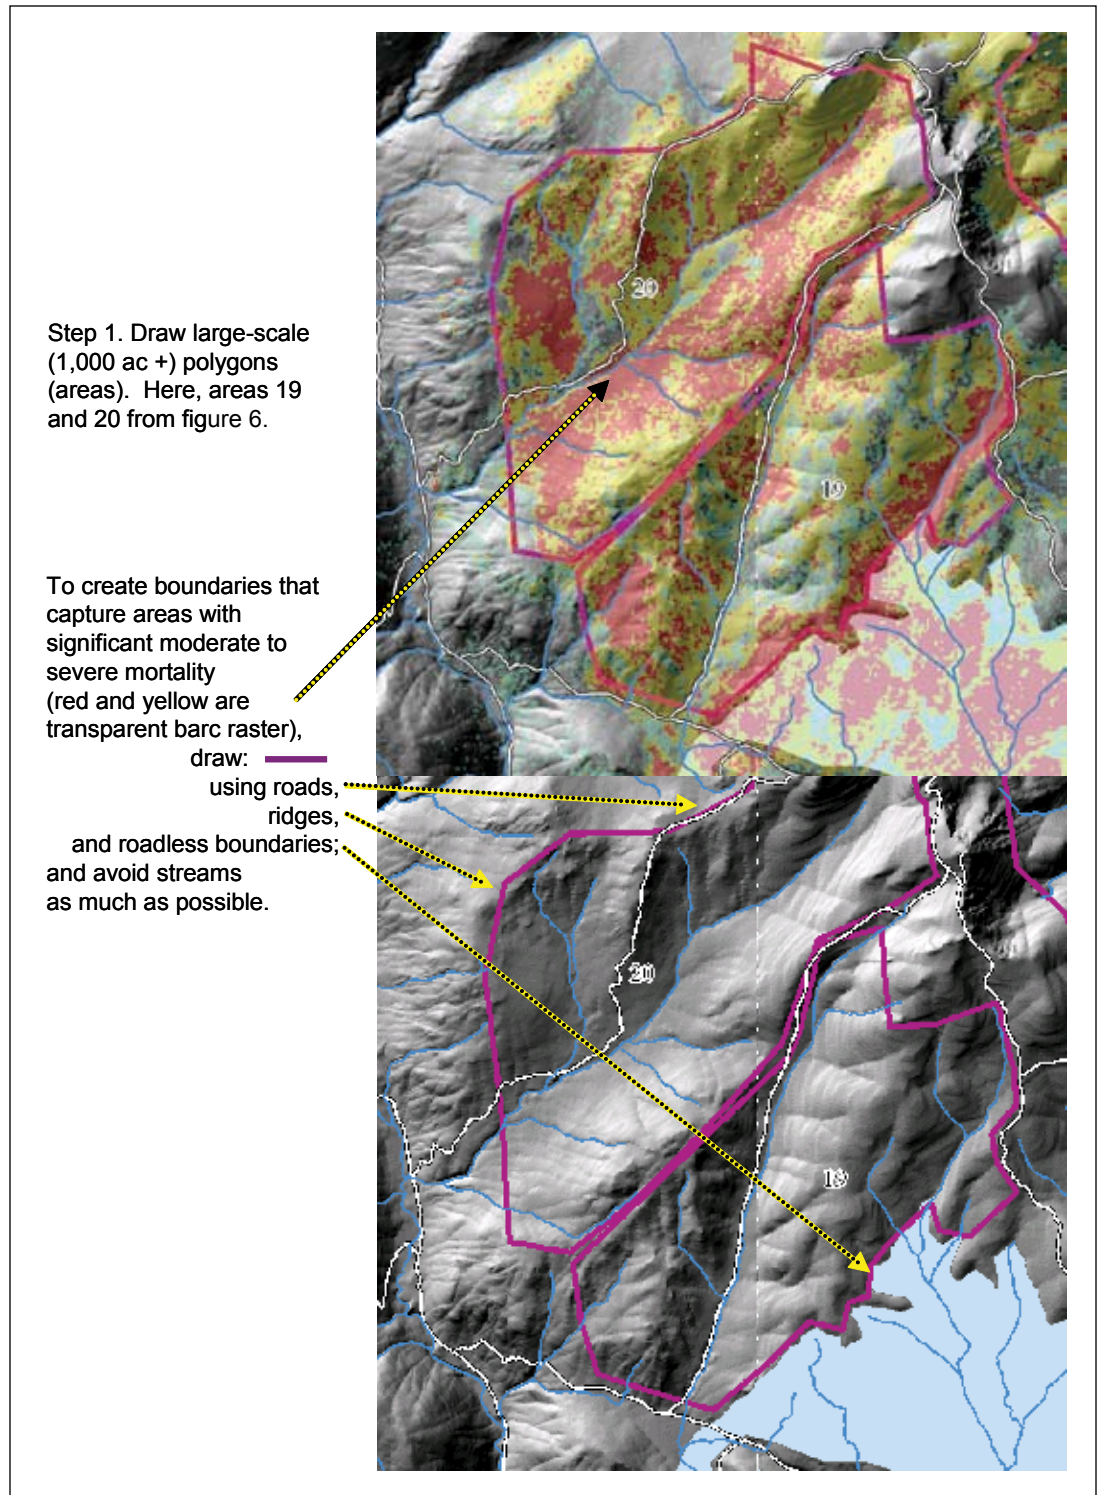 Step 1. Draw large-scale
(1,000 ac +) polygons
(areas). Here, areas 19
and 20 from figure 6.
To create boundaries that
capture areas with
significant moderate to
severe mortality
(red and yellow are
transparent barc raster),
draw:
using roads,
ridges,
and roadless boundaries;
and avoid streams
as much as possible.
20
19
20
19